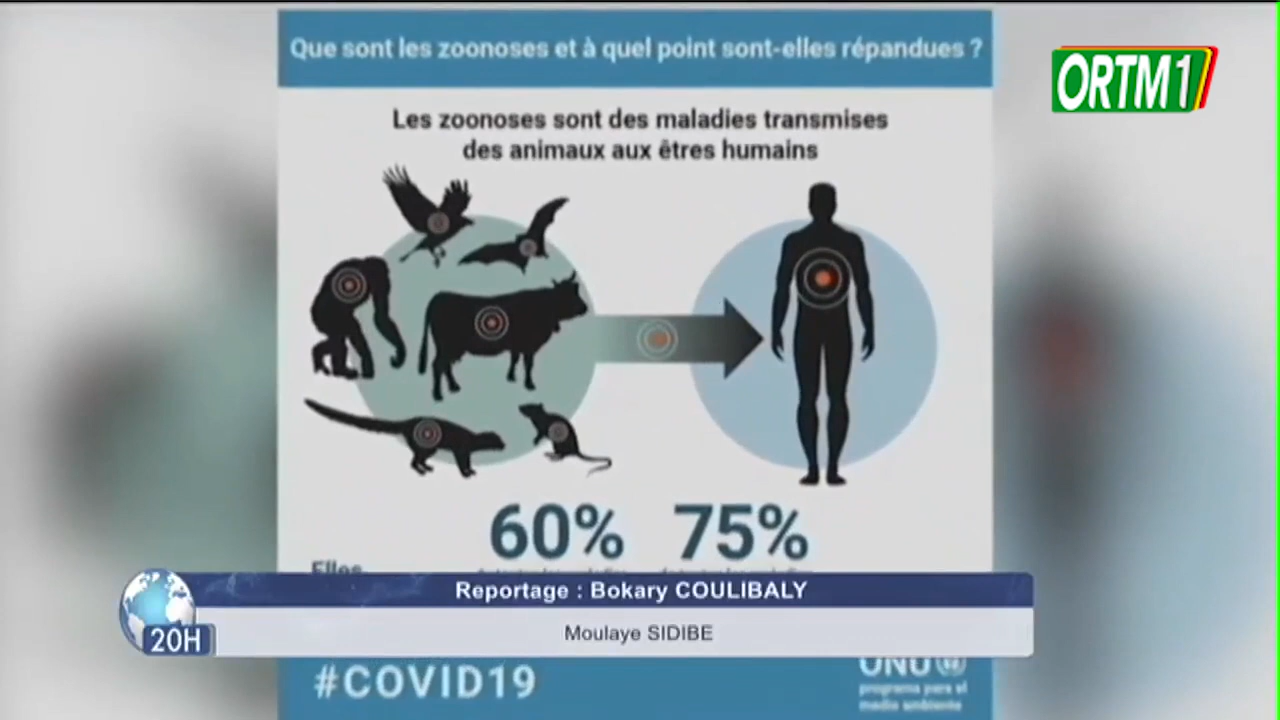 Que sont les zoonoses et à quel point sont-elles répandues ?
ORTM1
Les zoonoses sont des maladies transmises
des animaux aux êtres humains
60% 75%
Elles
Reportage : Bokary COULIBALY
Moulaye SIDIBE
20H
#COVID19
ONU
programa para el
medio ambiente